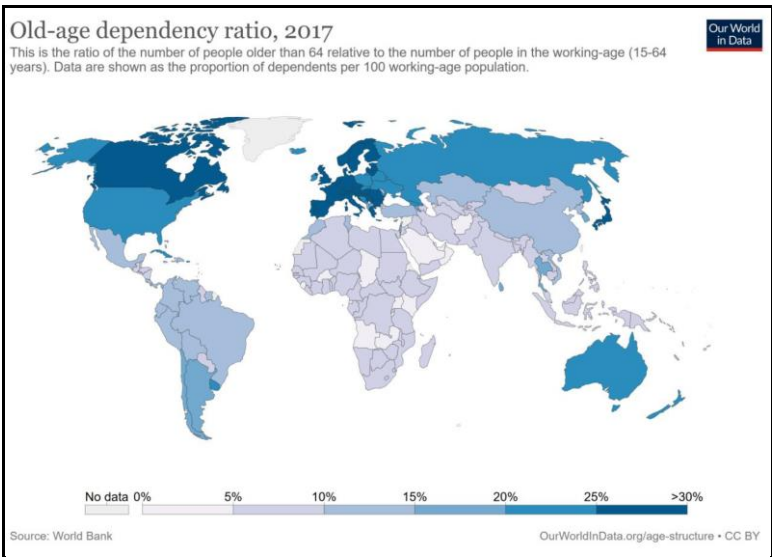 Old-age dependency ratio, 2017
Our World
in Data
This is the ratio of the number of people older than 64 relative to the number of people in the working-age (15-64
years). Data are shown as the proportion of dependents per 100 working-age population.
No data 0% 5% 10% 15% 20% 25% >30%
Source: World Bank
OurWorldInData.org/age-structure • CC BY